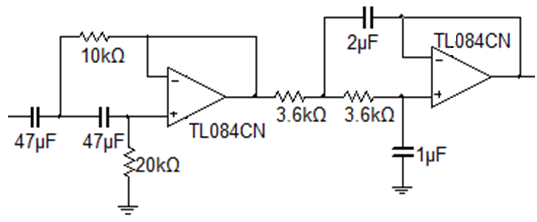 2µF
TL084CN
10kΩ
−
−
+
+
TL084CN
3.6kΩ
3.6kΩ
47µF
47µF
20kΩ
1µF